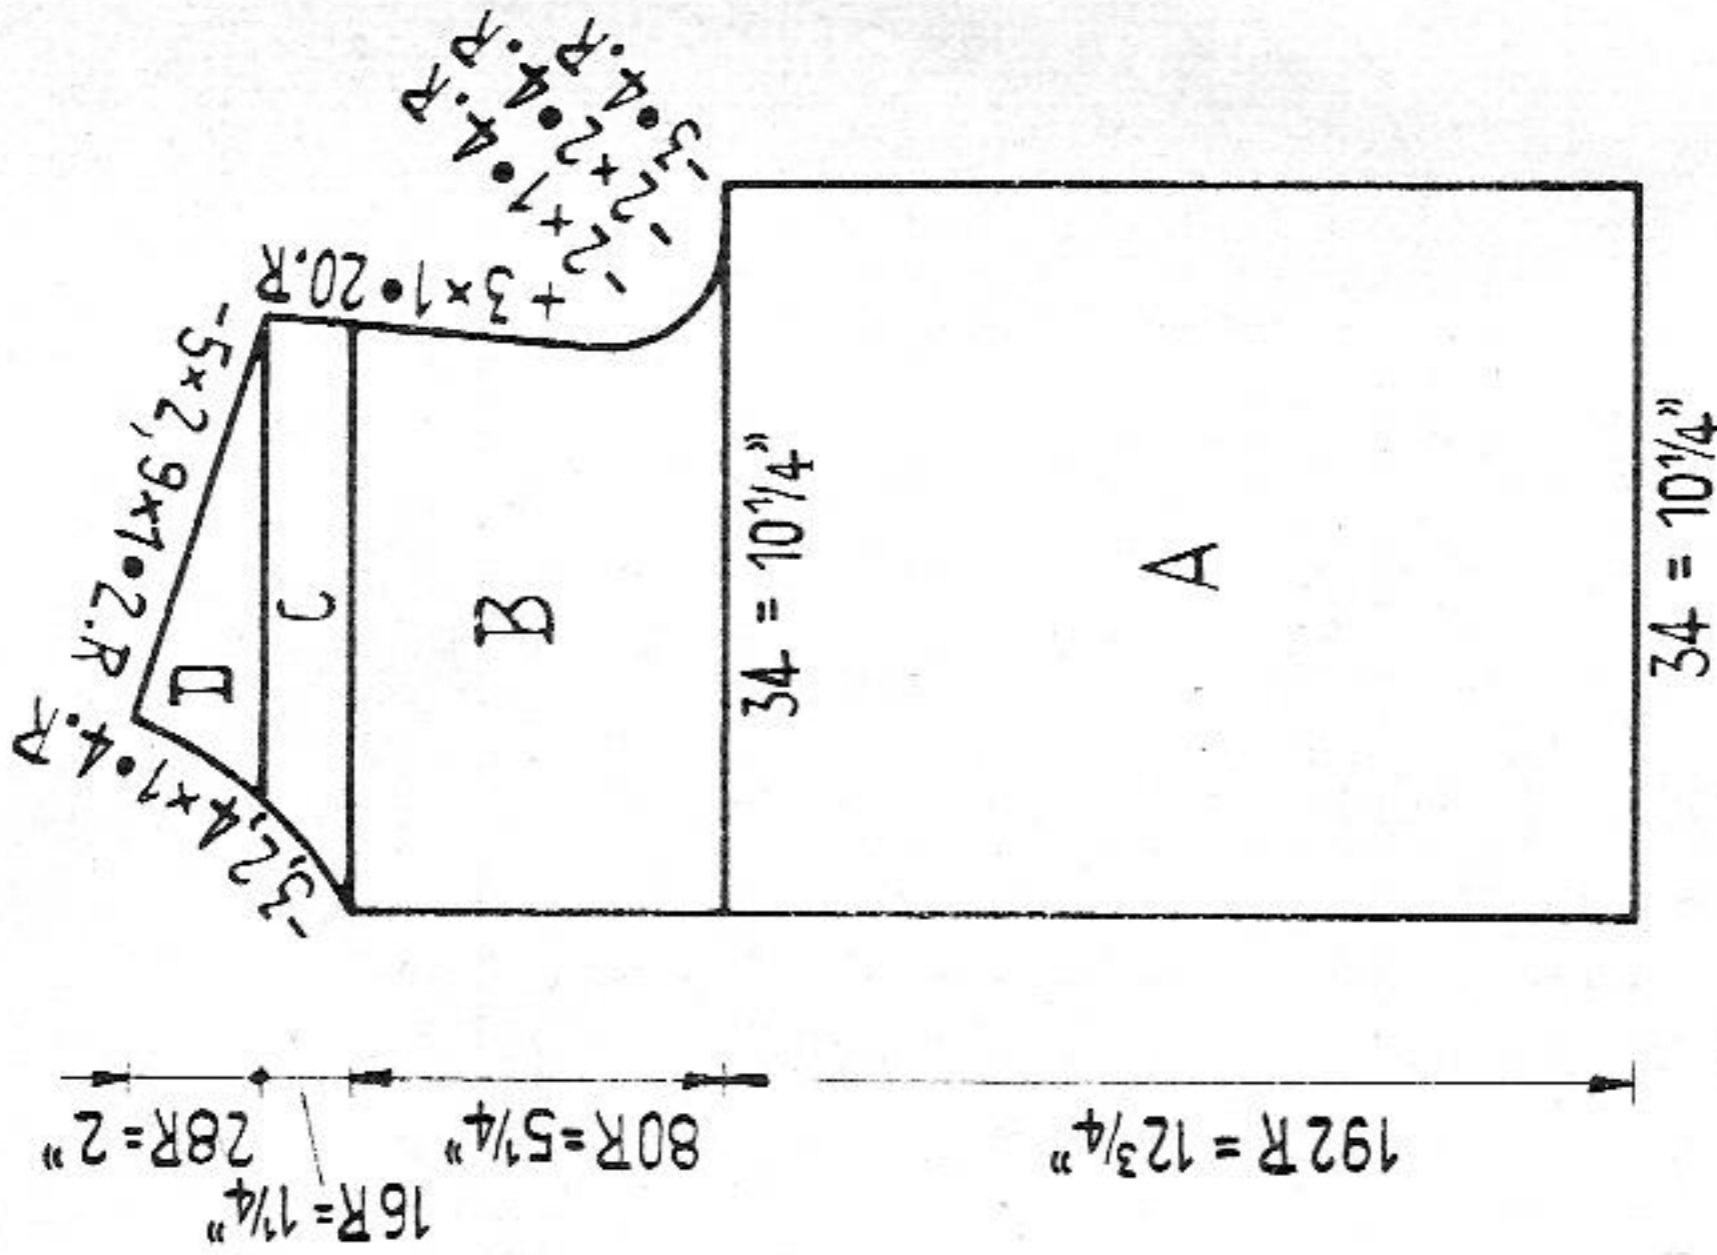 -2×1•4.R
-2×2•4.R
-3•4.R
+3×1•20.R
-5×2,9×1•2.R
-3,2,4×1•4.R
D
C
B
34 = 10¼”
A
34 = 10¼”
28R=2”
16R=1¼”
80R=5¼”
192R = 12¾”